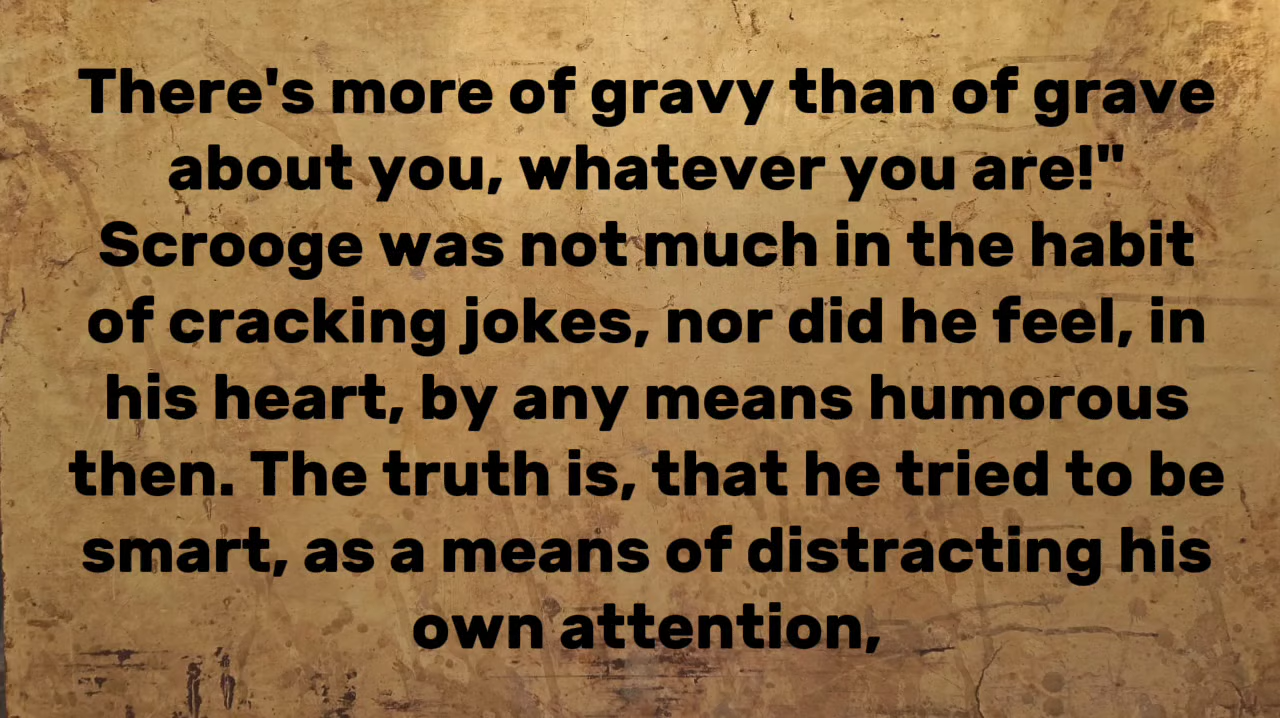 There's more of gravy than of grave
about you, whatever you are!"
Scrooge was not much in the habit
of cracking jokes, nor did he feel, in
his heart, by any means humorous
then. The truth is, that he tried to be
smart, as a means of distracting his
own attention,